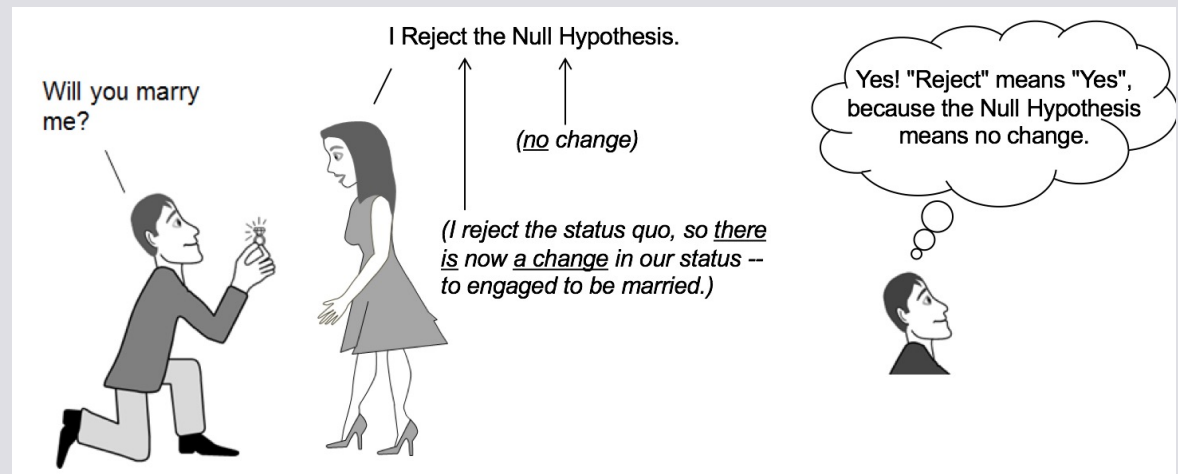 I Reject the Null Hypothesis.
Will you marry
me?
(no change)
(I reject the status quo, so there
is now a change in our status --
to engaged to be married.)
Yes! "Reject" means "Yes",
because the Null Hypothesis
means no change.